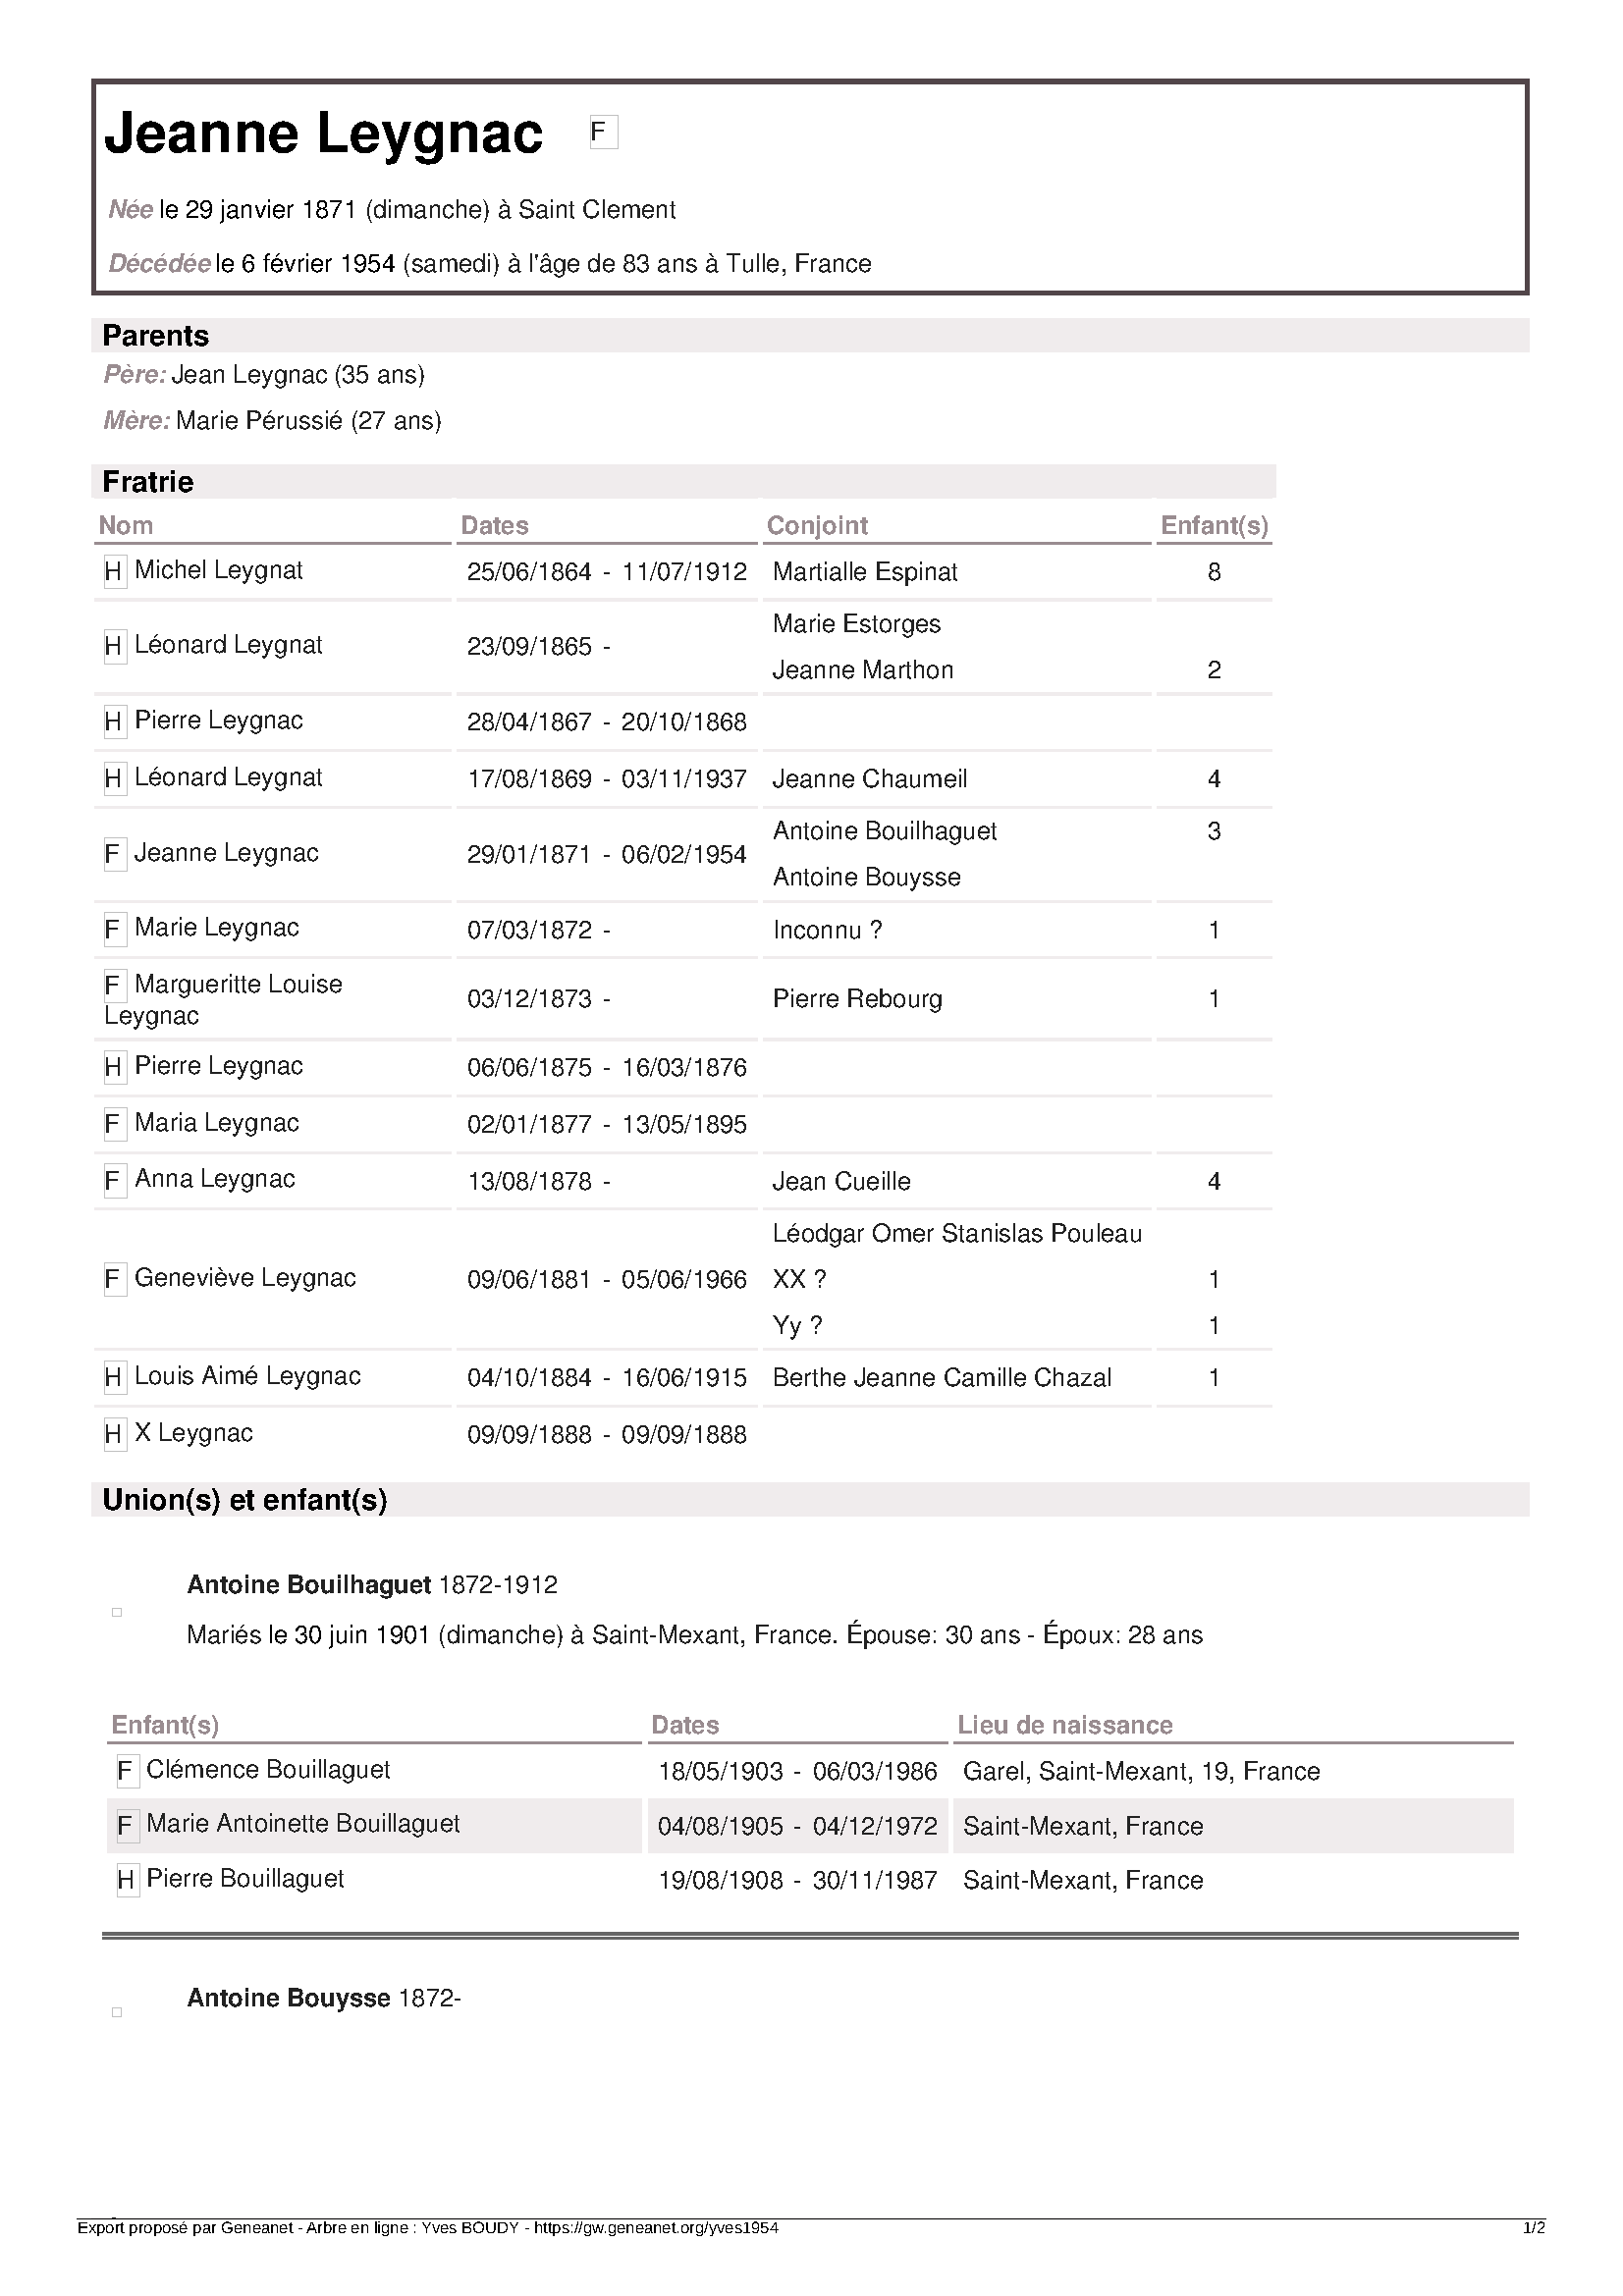 Jeanne Leygnac F
Née le 29 janvier 1871 (dimanche) à Saint Clement
Décédée le 6 février 1954 (samedi) à l'âge de 83 ans à Tulle, France
Parents
Père: Jean Leygnac (35 ans)
Mère: Marie Pérussié (27 ans)
Fratrie
Nom Dates Conjoint Enfant(s)
H Michel Leygnat 25/06/1864 - 11/07/1912 Martialle Espinat 8
Marie Estorges
H Léonard Leygnat 23/09/1865 -
Jeanne Marthon 2
H Pierre Leygnac 28/04/1867 - 20/10/1868
H Léonard Leygnat 17/08/1869 - 03/11/1937 Jeanne Chaumeil 4
Antoine Bouilhaguet 3
F Jeanne Leygnac 29/01/1871 - 06/02/1954
Antoine Bouysse
F Marie Leygnac 07/03/1872 - Inconnu ? 1
F Margueritte Louise
Leygnac 03/12/1873 - Pierre Rebourg 1
H Pierre Leygnac 06/06/1875 - 16/03/1876
F Maria Leygnac 02/01/1877 - 13/05/1895
F Anna Leygnac 13/08/1878 - Jean Cueille 4
Léodgar Omer Stanislas Pouleau
F Geneviève Leygnac 09/06/1881 - 05/06/1966 XX ? 1
Yy ? 1
H Louis Aimé Leygnac 04/10/1884 - 16/06/1915 Berthe Jeanne Camille Chazal 1
H X Leygnac 09/09/1888 - 09/09/1888
Union(s) et enfant(s)
Antoine Bouilhaguet 1872-1912
Mariés le 30 juin 1901 (dimanche) à Saint-Mexant, France. Épouse: 30 ans - Époux: 28 ans
Enfant(s) Dates Lieu de naissance
F Clémence Bouillaguet 18/05/1903 - 06/03/1986 Garel, Saint-Mexant, 19, France
F Marie Antoinette Bouillaguet 04/08/1905 - 04/12/1972 Saint-Mexant, France
H Pierre Bouillaguet 19/08/1908 - 30/11/1987 Saint-Mexant, France
Antoine Bouysse 1872-
Export proposé par Geneanet - Arbre en ligne : Yves BOUDY - https://gw.geneanet.org/yves1954 1/2